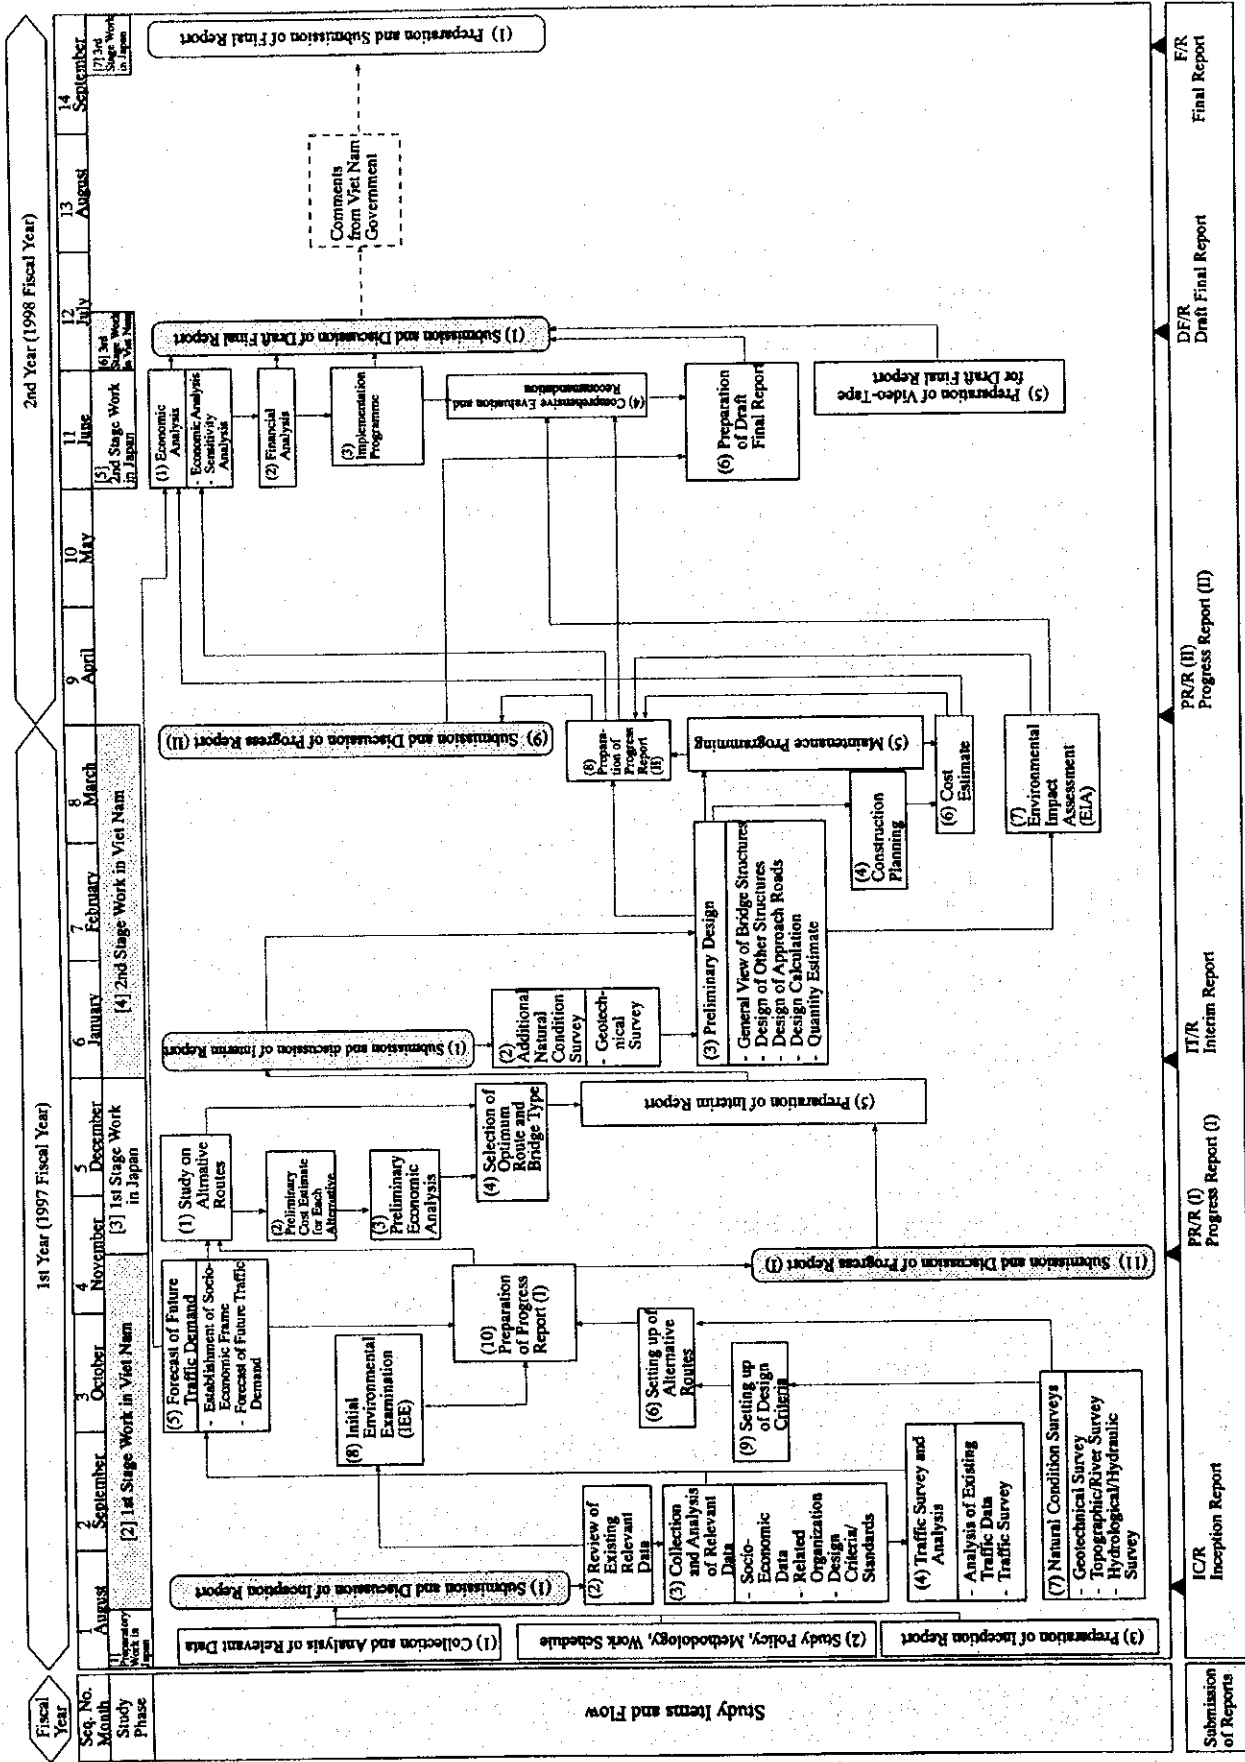 Fiscal
Year
1st Year (1997 Fiscal Year)
2nd Year (1998 Fiscal Year)
Seq. No.
Month
1
August
2
September
3
October
4
November
5
December
6
January
7
February
8
March
9
April
10
May
11
June
12
July
13
August
14
September
Study
Phase
[1]
Preparatory
Work in
Japan
[2] 1st Stage Work in Viet Nam
[3] 1st Stage Work
in Japan
[4] 2nd Stage Work in Viet Nam
[5]
2nd Stage Work
in Japan
[6] 3rd
Stage Work
in Viet Nam
[7] 3rd
Stage Work
in Japan
Study Items and Flow
(1) Collection and Analysis of Relevant Data
(2) Study Policy, Methodology, Work Schedule
(3) Preparation of Inception Report
(1) Submission and Discussion of Inception Report
(2) Review of
Existing
Relevant
Data
(3) Collection
and Analysis
of Relevant
Data
- Socio-
Economic
Data
- Related
Organization
- Design
Criteria/
Standards
(4) Traffic Survey and
Analysis
- Analysis of Existing
Traffic Data
- Traffic Survey
(7) Natural Condition Surveys
- Geotechnical Survey
- Topographic/River Survey
- Hydrological/Hydraulic
Survey
(5) Forecast of Future
Traffic Demand
- Establishment of Socio-
Economic Frame
- Forecast of Future Traffic
Demand
(8) Initial
Environmental
Examination
(IEE)
(10)
Preparation
of Progress
Report (I)
(6) Setting up of
Alternative
Routes
(9) Setting up
of Design
Criteria
(11) Submission and Discussion of Progress Report (I)
(1) Study on
Altrnative
Routes
(2)
Preliminary
Cost Estimate
for Each
Alternative
(3)
Preliminary
Economic
Analysis
(4) Selection of
Optimum
Route and
Bridge Type
(5) Preparation of Interim Report
(1) Submission and discussion of Interim Report
(2)
Additional
Natural
Condition
Survey
- Geotech-
nical
Survey
(3) Preliminary Design
- General View of Bridge Structures
- Design of Other Structures
- Design of Approach Roads
- Design Calculation
- Quantity Estimate
(4)
Construction
Planning
(5) Maintenance Programming
(6) Cost
Estimate
(7)
Environmental
Impact
Assessment
(EIA)
(8)
Prepara-
tion of
Progress
Report
(II)
(9) Submission and Discussion of Progress Report (II)
(1) Economic
Analysis
- Economic Analysis
- Sensitivity
Analysis
(2) Financial
Analysis
(3)
Implementation
Programme
(4) Comprehensive Evaluation and
Recommendation
(6) Preparation
of Draft
Final Report
(5) Preparation of Video-Tape
for Draft Final Report
(1) Submission and Discussion of Draft Final Report
Comments
from Viet Nam
Government
(1) Preparation and Submission of Final Report
Submission
of Reports
IC/R
Inception Report
PR/R (I)
Progress Report (I)
IT/R
Interim Report
PR/R (II)
Progress Report (II)
DF/R
Draft Final Report
F/R
Final Report